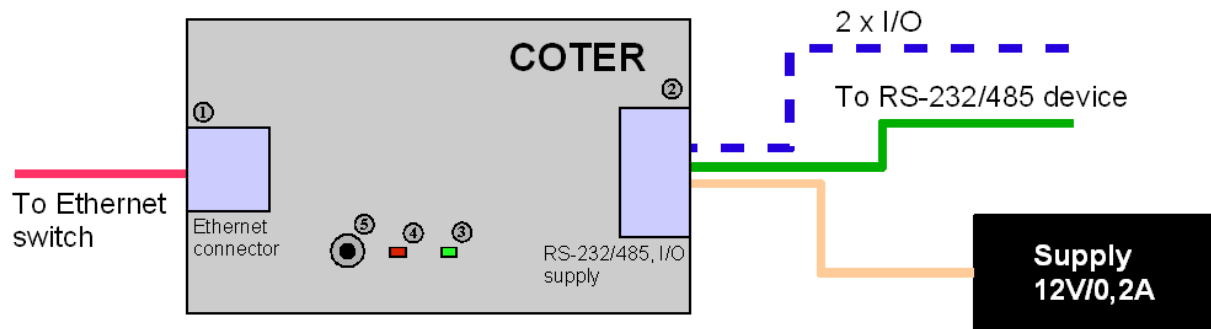 2 x I/O
COTER
①
②
To RS-232/485 device
To Ethernet
switch
Ethernet
connector
⑤
④
③
RS-232/485, I/O
supply
Supply
12V/0,2A